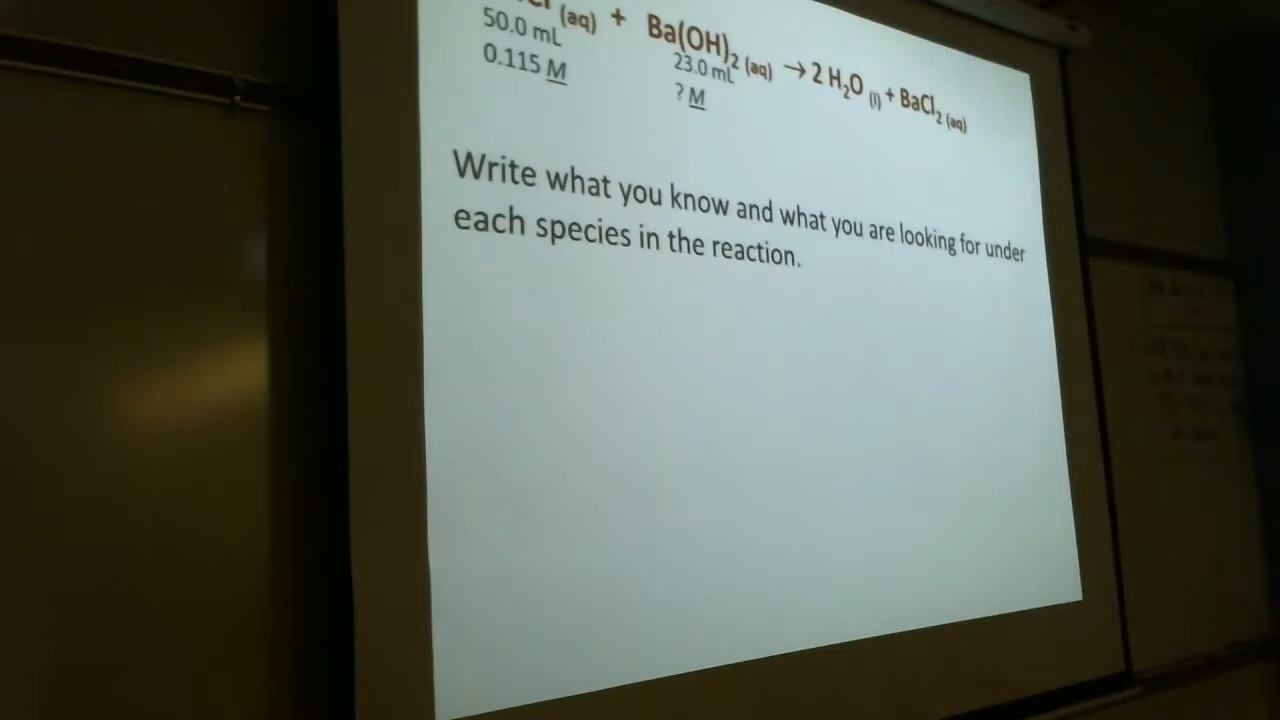 (aq) + Ba(OH)2 (aq) → 2 H2O (l) + BaCl2 (aq)
50.0 mL 23.0 mL
0.115 M ? M
Write what you know and what you are looking for under
each species in the reaction.